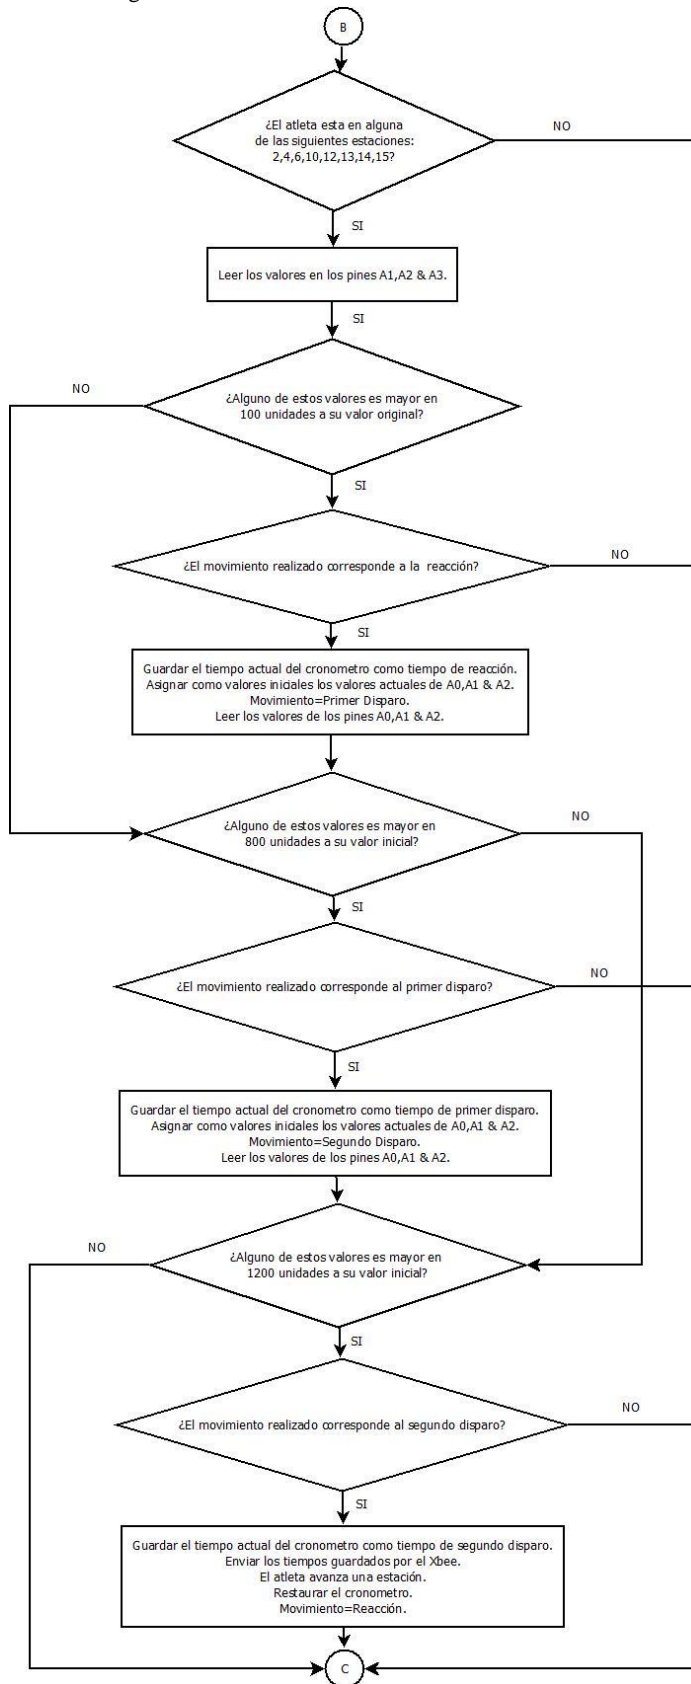 B
¿El atleta esta en alguna
de las siguientes estaciones:
2,4,6,10,12,13,14,15?
NO
SI
Leer los valores en los pines A1,A2 & A3.
SI
NO
¿Alguno de estos valores es mayor en
100 unidades a su valor original?
SI
¿El movimiento realizado corresponde a la reacción?
NO
SI
Guardar el tiempo actual del cronometro como tiempo de reacción.
Asignar como valores iniciales los valores actuales de A0,A1 & A2.
Movimiento=Primer Disparo.
Leer los valores de los pines A0,A1 & A2.
¿Alguno de estos valores es mayor en
800 unidades a su valor inicial?
NO
SI
¿El movimiento realizado corresponde al primer disparo?
NO
SI
Guardar el tiempo actual del cronometro como tiempo de primer disparo.
Asignar como valores iniciales los valores actuales de A0,A1 & A2.
Movimiento=Segundo Disparo.
Leer los valores de los pines A0,A1 & A2.
NO
¿Alguno de estos valores es mayor en
1200 unidades a su valor inicial?
SI
¿El movimiento realizado corresponde al segundo disparo?
NO
SI
Guardar el tiempo actual del cronometro como tiempo de segundo disparo.
Enviar los tiempos guardados por el Xbee.
El atleta avanza una estación.
Restaurar el cronometro.
Movimiento=Reacción.
C